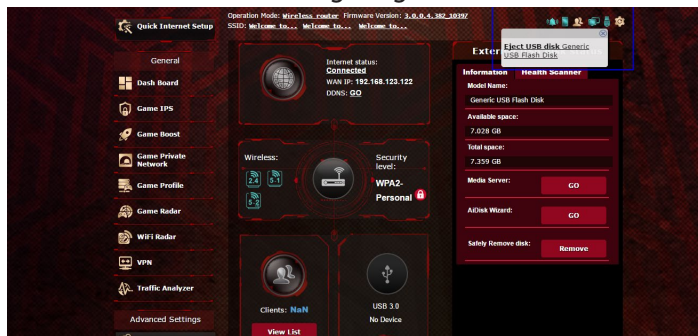 Quick Internet Setup
Operation Mode: Wireless router Firmware Version: 3.0.0.4.382_10397
SSID: Welcome to... Welcome to... Welcome to...
General
Dash Board
Game IPS
Game Boost
Game Private
Network
Game Profile
Game Radar
WiFi Radar
VPN
Traffic Analyzer
Advanced Settings
Internet status:
Connected
WAN IP: 192.168.123.122
DDNS: GO
Wireless:
2.4
5-1
5-2
Security
level:
WPA2-
Personal
Clients: NaN
View List
USB 3.0
No Device
Eject USB disk Generic
USB Flash Disk
Information
Health Scanner
Model Name:
Generic USB Flash Disk
Available space:
7.028 GB
Total space:
7.359 GB
Media Server:
GO
AiDisk Wizard:
GO
Safely Remove disk:
Remove